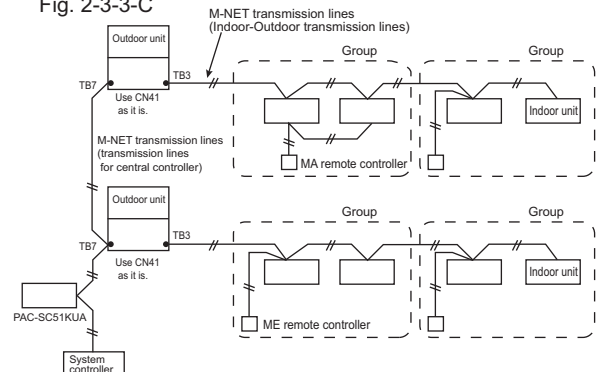 Fig. 2-3-3-C
M-NET transmission lines
(Indoor-Outdoor transmission lines)
Outdoor unit
Group
Group
TB7
TB3
Use CN41
as it is.
Indoor unit
M-NET transmission lines
(transmission lines
for central controller)
MA remote controller
Outdoor unit
Group
Group
TB7
TB3
Use CN41
as it is.
Indoor unit
PAC-SC51KUA
ME remote controller
System
controller